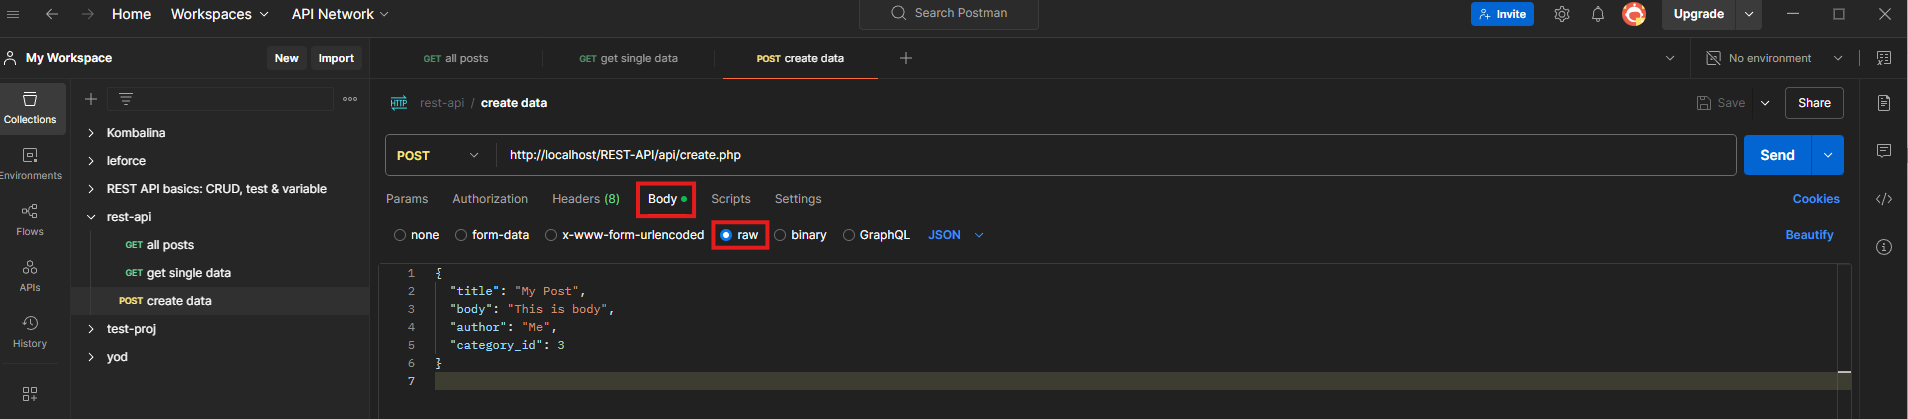 Home Workspaces API Network Search Postman Invite Upgrade
My Workspace New Import GET all posts GET get single data POST create data No environment
Collections
Environments
Flows
APIs
History
Kombalina
leforce
REST API basics: CRUD, test & variable
rest-api
GET all posts
GET get single data
POST create data
test-proj
yod
HTTP rest-api / create data Save Share
POST http://localhost/REST-API/api/create.php Send
Params Authorization Headers (8) Body Scripts Settings Cookies
none form-data x-www-form-urlencoded raw binary GraphQL JSON Beautify
1 {
2 "title": "My Post",
3 "body": "This is body",
4 "author": "Me",
5 "category_id": 3
6 }
7